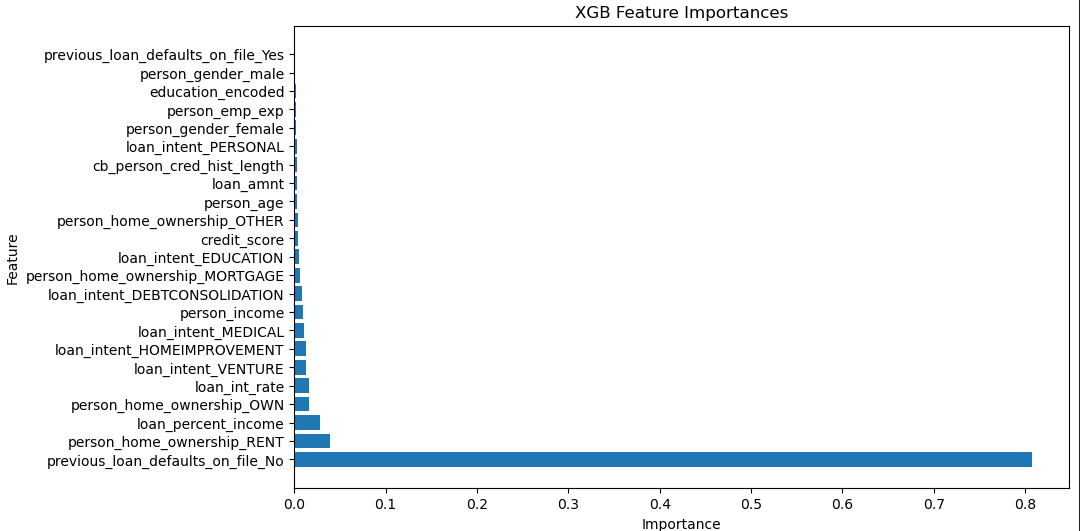 XGB Feature Importances
previous_loan_defaults_on_file_Yes
person_gender_male
education_encoded
person_emp_exp
person_gender_female
loan_intent_PERSONAL
cb_person_cred_hist_length
loan_amnt
person_age
person_home_ownership_OTHER
credit_score
loan_intent_EDUCATION
person_home_ownership_MORTGAGE
loan_intent_DEBTCONSOLIDATION
person_income
loan_intent_MEDICAL
loan_intent_HOMEIMPROVEMENT
loan_intent_VENTURE
loan_int_rate
person_home_ownership_OWN
loan_percent_income
person_home_ownership_RENT
previous_loan_defaults_on_file_No
Feature
0.0 0.1 0.2 0.3 0.4 0.5 0.6 0.7 0.8
Importance